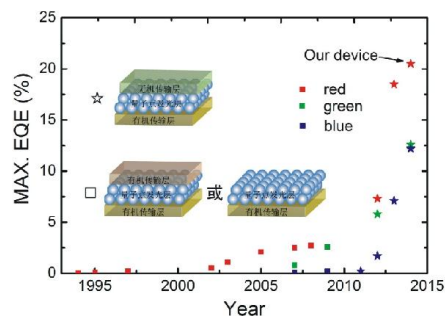 25
20
15
10
5
0
MAX. EQE (%)
Our device
red
green
blue
无机传输层
量子点发光层
有机传输层
有机传输层
量子点发光层
有机传输层
或
量子点发光层
有机传输层
1995 2000 2005 2010 2015
Year